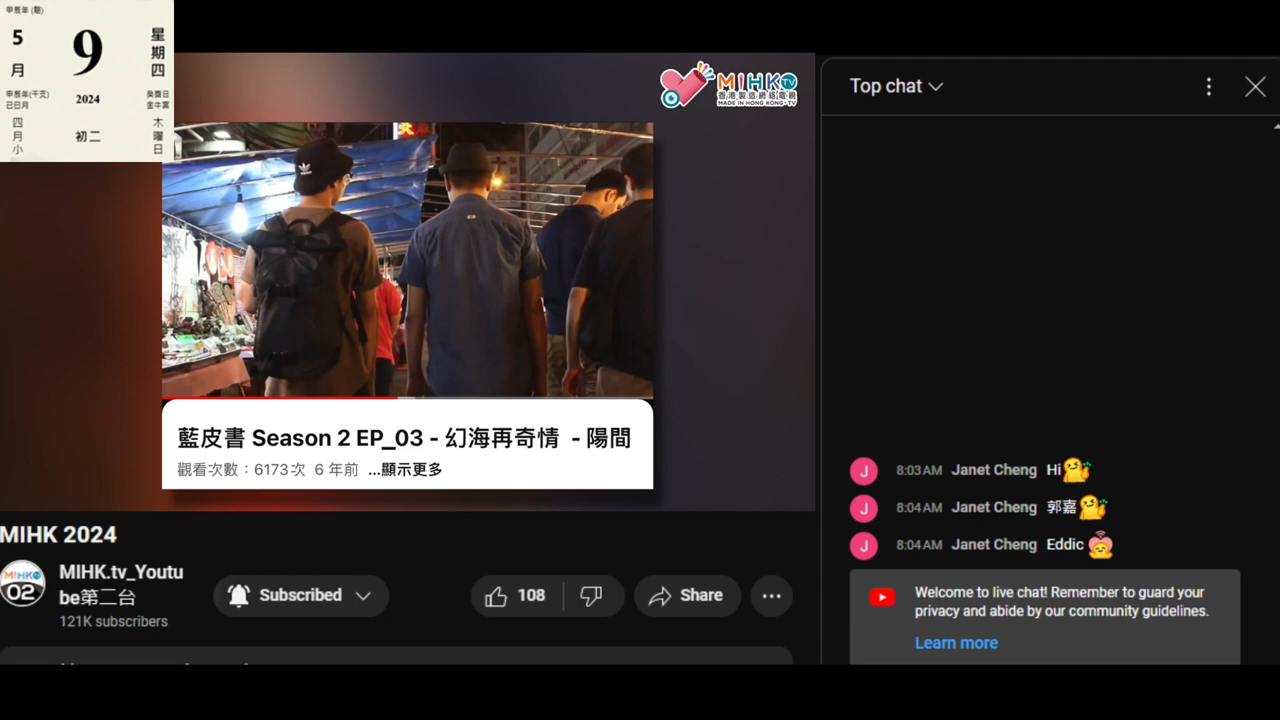 甲辰年 (龍)
5
月
9
2024
初二
星期四
甲辰年(干支)
己巳月
癸酉日
金牛宮
四月小
木曜日
MIHK TV
香港製造網絡電視
MADE IN HONG KONG·TV
藍皮書 Season 2 EP_03 - 幻海再奇情 - 陽間
觀看次數：6173次 6 年前 ...顯示更多
MIHK 2024
MIHK
02
MIHK.tv_Youtu
be第二台
121K subscribers
Subscribed
108
Share
Top chat
J 8:03 AM Janet Cheng Hi
J 8:04 AM Janet Cheng 郭嘉
J 8:04 AM Janet Cheng Eddic
Welcome to live chat! Remember to guard your
privacy and abide by our community guidelines.
Learn more